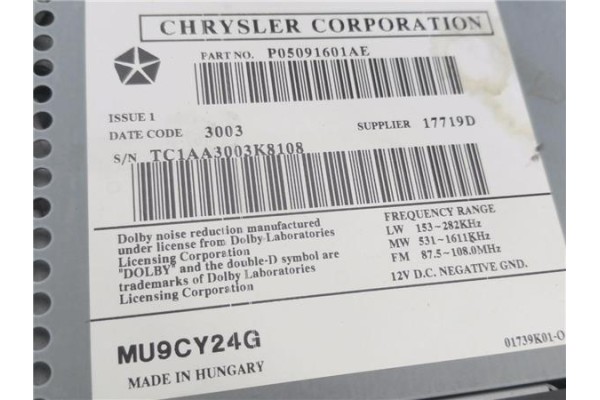 CHRYSLER CORPORATION
PART NO. P05091601AE
ISSUE 1
DATE CODE 3003 SUPPLIER 17719D
S/N TC1AA3003K8108
Dolby noise reduction manufactured
under license from Dolby Laboratories
Licensing Corporation
"DOLBY" and the double-D symbol are
trademarks of Dolby Laboratories
Licensing Corporation
FREQUENCY RANGE
LW 153~282KHz
MW 531~1611KHz
FM 87.5~108.0MHz
12V D.C. NEGATIVE GND.
MU9CY24G
MADE IN HUNGARY
01739K01-O